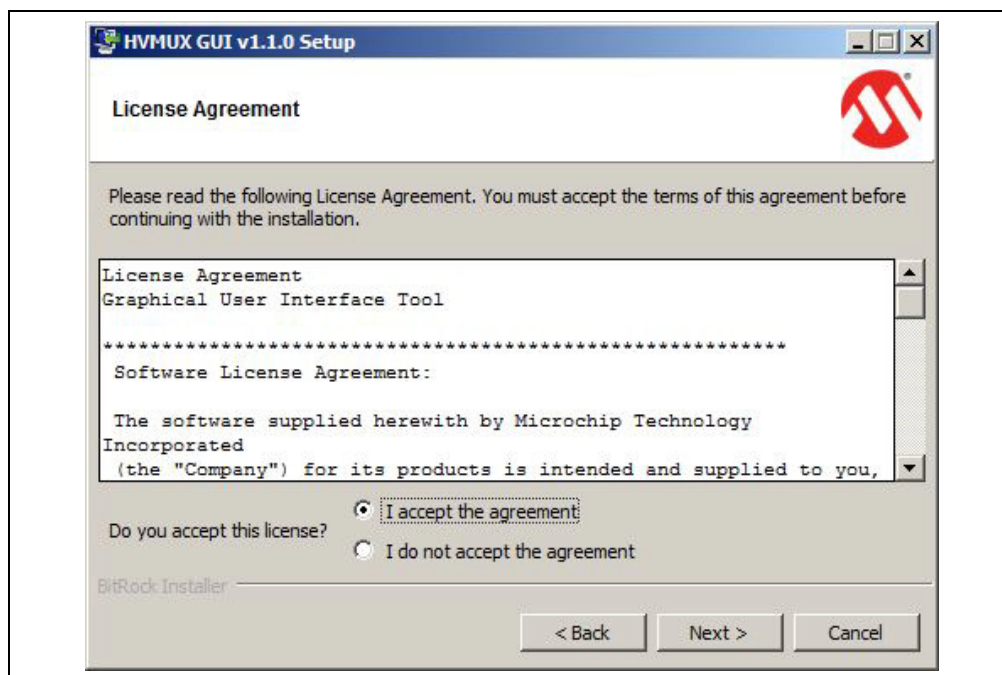 HVMUX GUI v1.1.0 Setup
License Agreement
Please read the following License Agreement. You must accept the terms of this agreement before
continuing with the installation.
License Agreement
Graphical User Interface Tool
**********************************************************
Software License Agreement:
The software supplied herewith by Microchip Technology
Incorporated
(the "Company") for its products is intended and supplied to you,
Do you accept this license?
I accept the agreement
I do not accept the agreement
BitRock Installer
< Back Next > Cancel